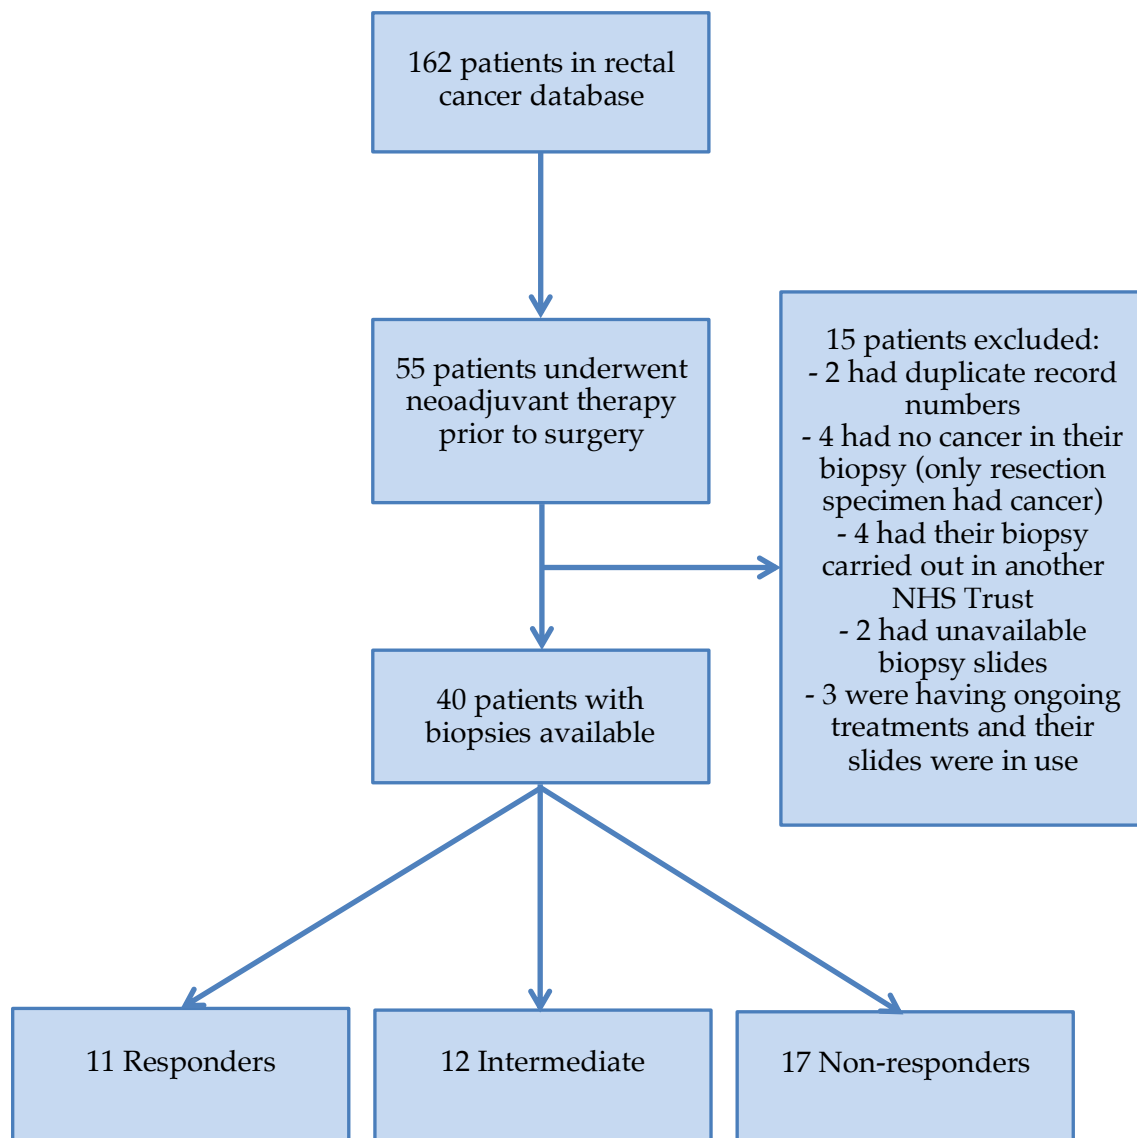 162 patients in rectal
cancer database
55 patients underwent
neoadjuvant therapy
prior to surgery
15 patients excluded:
- 2 had duplicate record
numbers
- 4 had no cancer in their
biopsy (only resection
specimen had cancer)
- 4 had their biopsy
carried out in another
NHS Trust
- 2 had unavailable
biopsy slides
- 3 were having ongoing
treatments and their
slides were in use
40 patients with
biopsies available
11 Responders
12 Intermediate
17 Non-responders